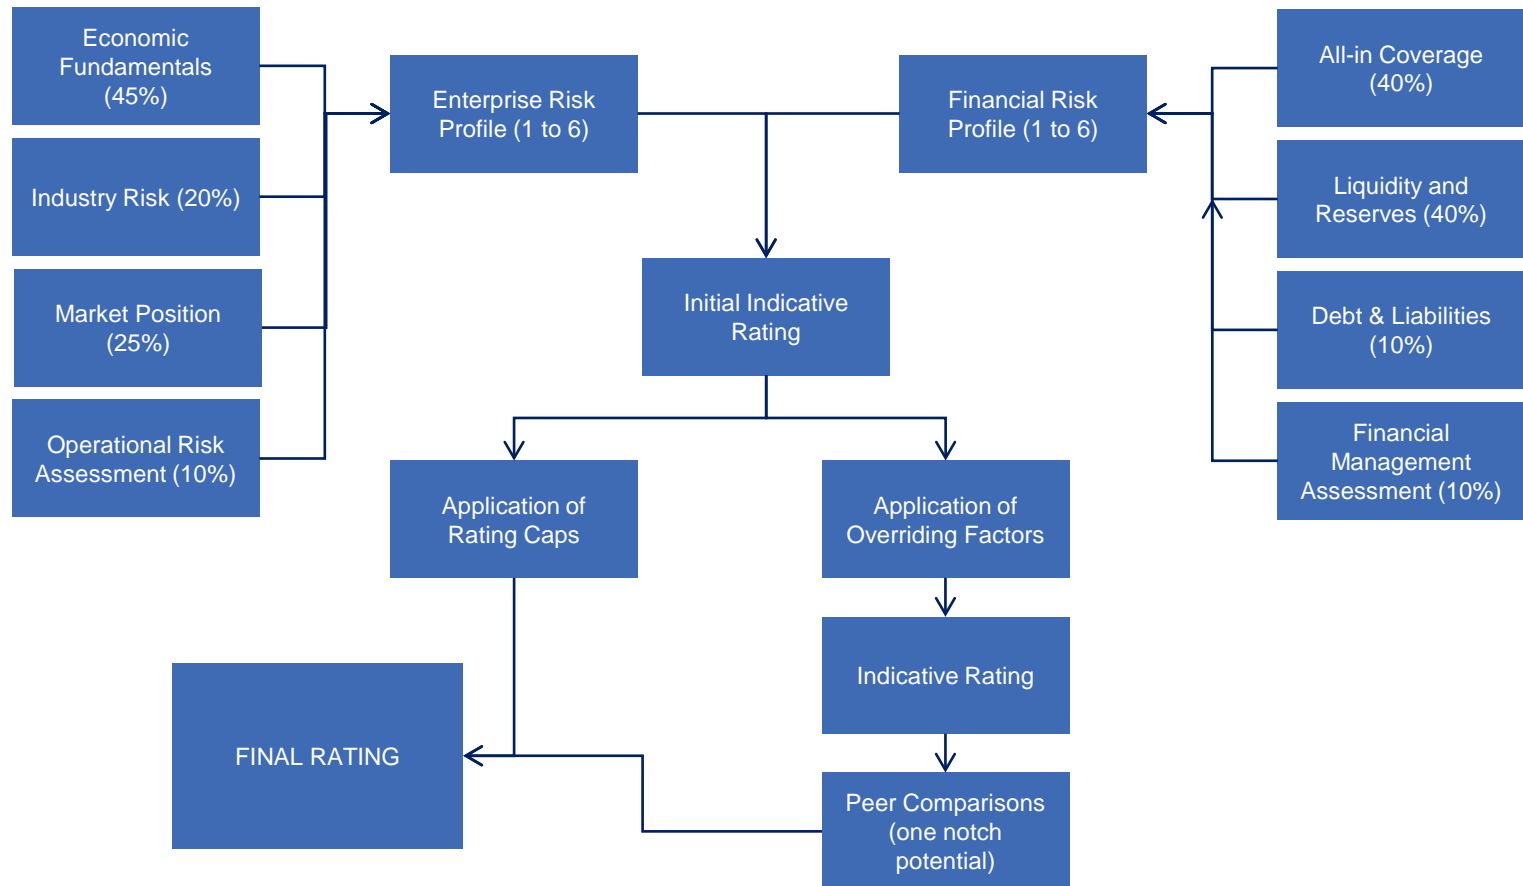 Economic
Fundamentals
(45%)
Industry Risk (20%)
Market Position
(25%)
Operational Risk
Assessment (10%)
Enterprise Risk
Profile (1 to 6)
Financial Risk
Profile (1 to 6)
All-in Coverage
(40%)
Liquidity and
Reserves (40%)
Debt & Liabilities
(10%)
Financial
Management
Assessment (10%)
Initial Indicative
Rating
Application of
Rating Caps
Application of
Overriding Factors
Indicative Rating
Peer Comparisons
(one notch
potential)
FINAL RATING